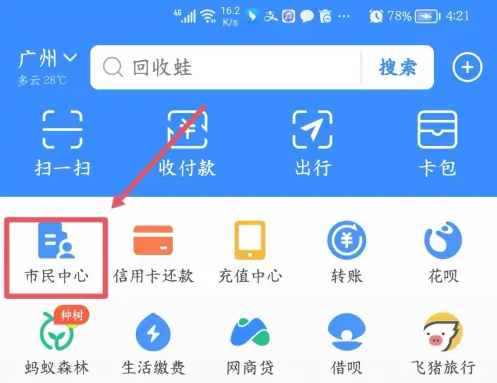 4G 16.2 K/s 支 78% 4:21
广州
多云 28℃
回收蛙 搜索
扫一扫 收付款 出行 卡包
市民中心 信用卡还款 充值中心 转账 花呗
种树
蚂蚁森林 生活缴费 网商贷 借呗 飞猪旅行